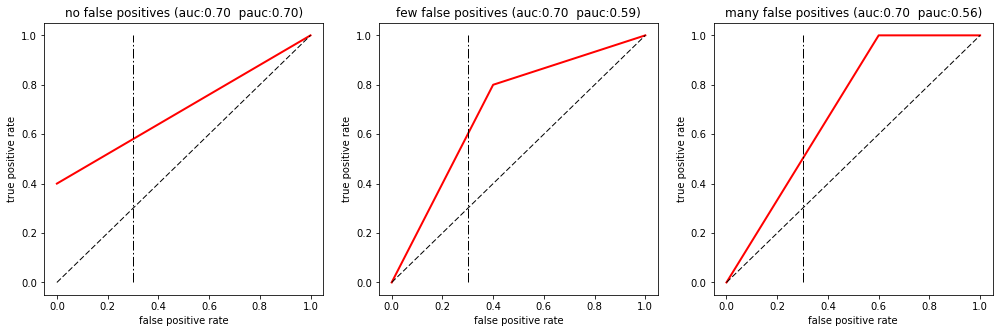 no false positives (auc:0.70  pauc:0.70)
1.0
0.8
0.6
0.4
0.2
0.0
true positive rate
0.0 0.2 0.4 0.6 0.8 1.0
false positive rate
few false positives (auc:0.70  pauc:0.59)
1.0
0.8
0.6
0.4
0.2
0.0
true positive rate
0.0 0.2 0.4 0.6 0.8 1.0
false positive rate
many false positives (auc:0.70  pauc:0.56)
1.0
0.8
0.6
0.4
0.2
0.0
true positive rate
0.0 0.2 0.4 0.6 0.8 1.0
false positive rate